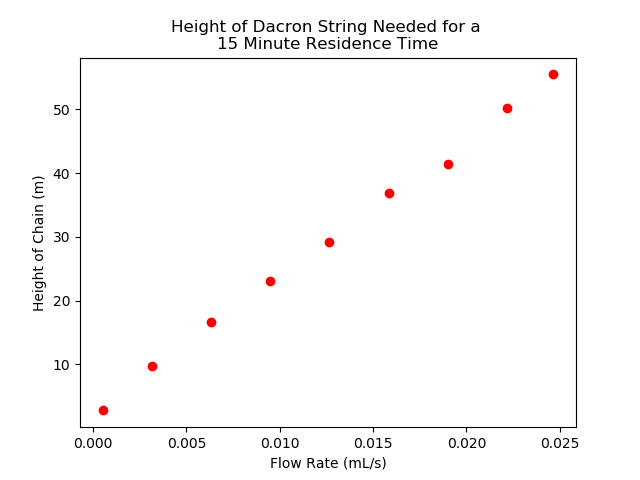 Height of Dacron String Needed for a
15 Minute Residence Time
50
40
30
20
10
Height of Chain (m)
0.000 0.005 0.010 0.015 0.020 0.025
Flow Rate (mL/s)